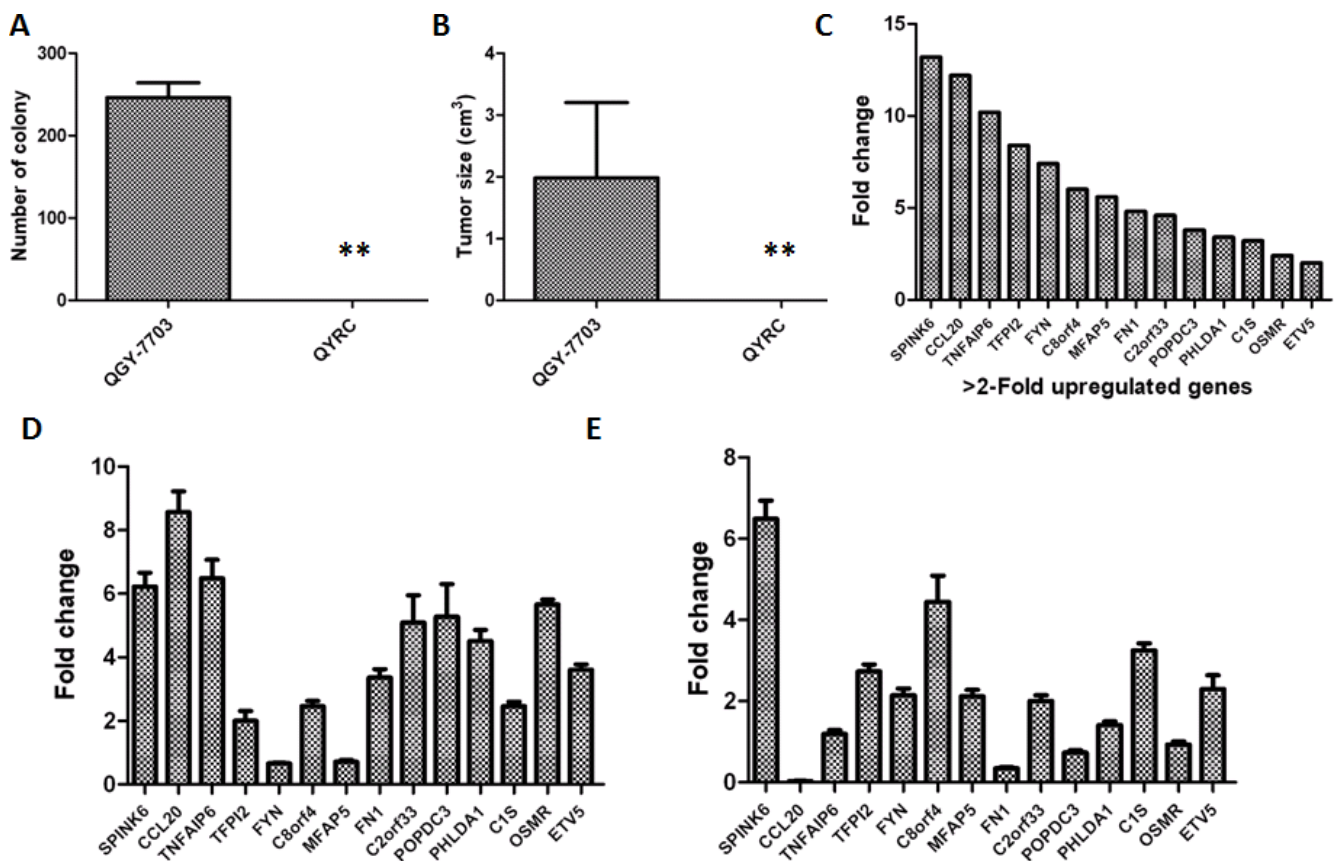 A
Number of colony
300
200
100
0
**
QGY-7703
QYRC
B
Tumor size (cm3)
4
3
2
1
0
**
QGY-7703
QYRC
C
Fold change
15
10
5
0
SPINK6
CCL20
TNFAIP6
TFPI2
FYN
C8orf4
MFAP5
FN1
C2orf33
POPDC3
PHLDA1
C1S
OSMR
ETV5
>2-Fold upregulated genes
D
Fold change
10
8
6
4
2
0
SPINK6
CCL20
TNFAIP6
TFPI2
FYN
C8orf4
MFAP5
FN1
C2orf33
POPDC3
PHLDA1
C1S
OSMR
ETV5
E
Fold change
8
6
4
2
0
SPINK6
CCL20
TNFAIP6
TFPI2
FYN
C8orf4
MFAP5
FN1
C2orf33
POPDC3
PHLDA1
C1S
OSMR
ETV5